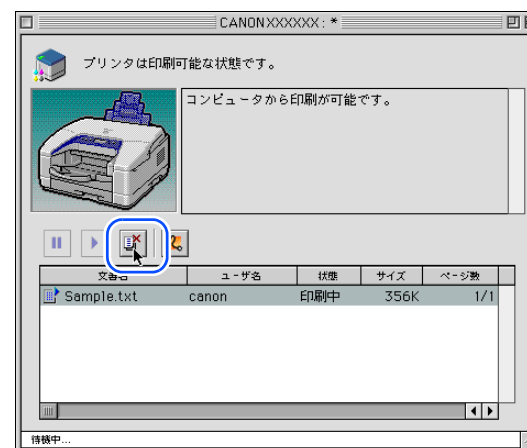 CANON XXXXXX : *
プリンタは印刷可能な状態です。
コンピュータから印刷が可能です。
文書名 ユーザ名 状態 サイズ ページ数
Sample.txt canon 印刷中 356K 1/1
待機中...